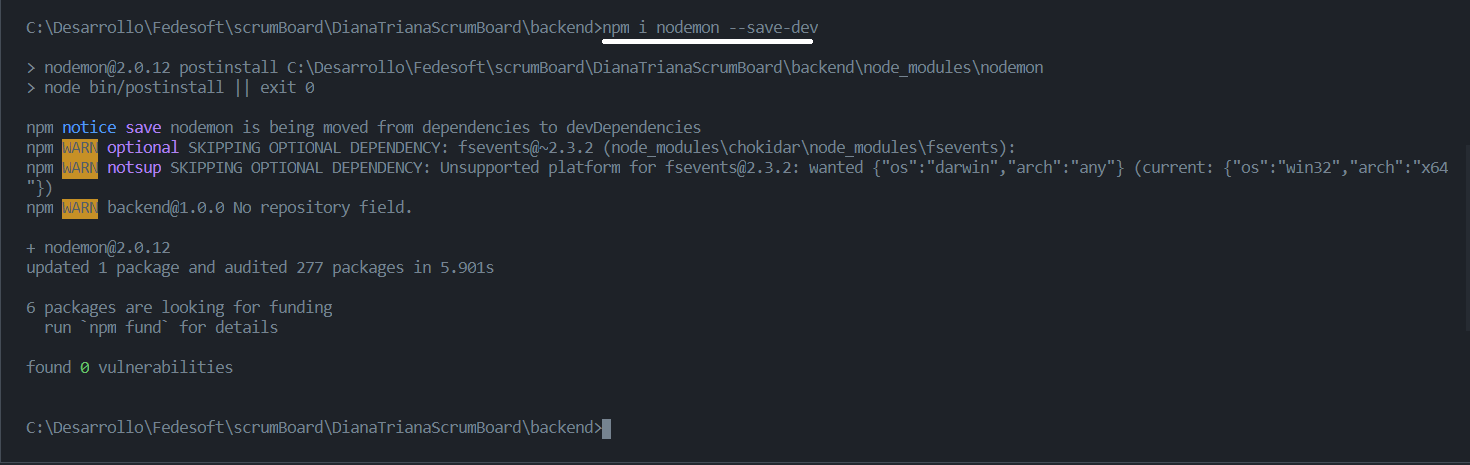 C:\Desarrollo\Fedesoft\scrumBoard\DianaTrianaScrumBoard\backend>npm i nodemon --save-dev
> nodemon@2.0.12 postinstall C:\Desarrollo\Fedesoft\scrumBoard\DianaTrianaScrumBoard\backend\node_modules\nodemon
> node bin/postinstall || exit 0
npm notice save nodemon is being moved from dependencies to devDependencies
npm WARN optional SKIPPING OPTIONAL DEPENDENCY: fsevents@~2.3.2 (node_modules\chokidar\node_modules\fsevents):
npm WARN notsup SKIPPING OPTIONAL DEPENDENCY: Unsupported platform for fsevents@2.3.2: wanted {"os":"darwin","arch":"any"} (current: {"os":"win32","arch":"x64
"})
npm WARN backend@1.0.0 No repository field.
+ nodemon@2.0.12
updated 1 package and audited 277 packages in 5.901s
6 packages are looking for funding
  run `npm fund` for details
found 0 vulnerabilities
C:\Desarrollo\Fedesoft\scrumBoard\DianaTrianaScrumBoard\backend>